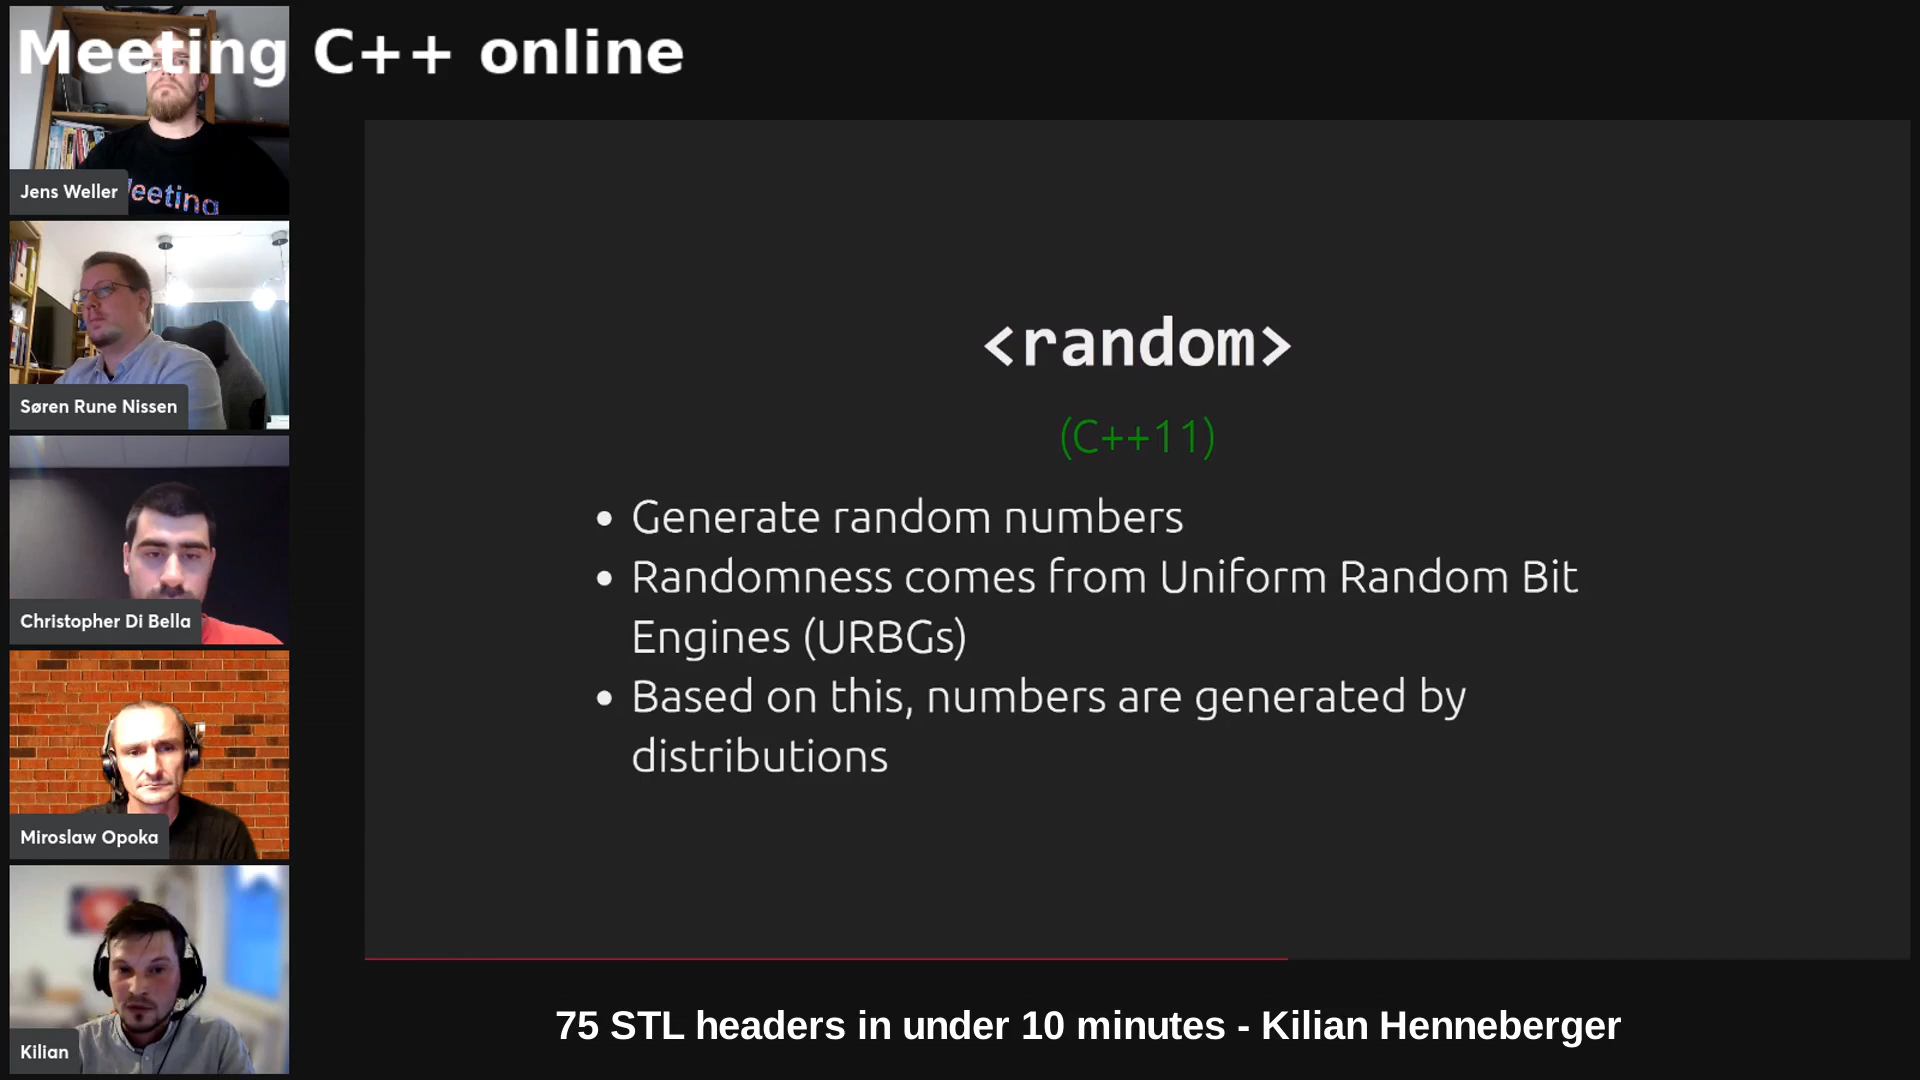 Meeting C++ online
Jens Weller
Meeting
Søren Rune Nissen
Christopher Di Bella
Miroslaw Opoka
Kilian
<random>
(C++11)
• Generate random numbers
• Randomness comes from Uniform Random Bit
Engines (URBGs)
• Based on this, numbers are generated by
distributions
75 STL headers in under 10 minutes - Kilian Henneberger